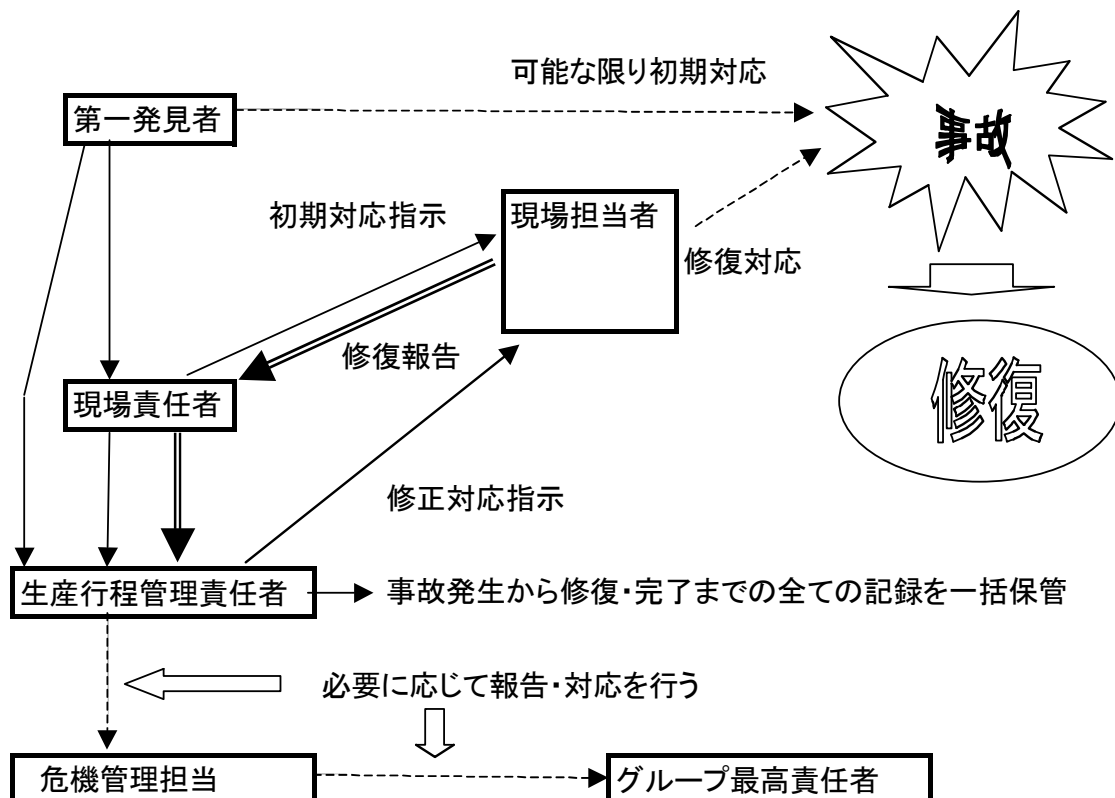 可能な限り初期対応
第一発見者
事故
初期対応指示
現場担当者
修復対応
修復報告
現場責任者
修復
修正対応指示
生産行程管理責任者
事故発生から修復・完了までの全ての記録を一括保管
必要に応じて報告・対応を行う
危機管理担当
グループ最高責任者